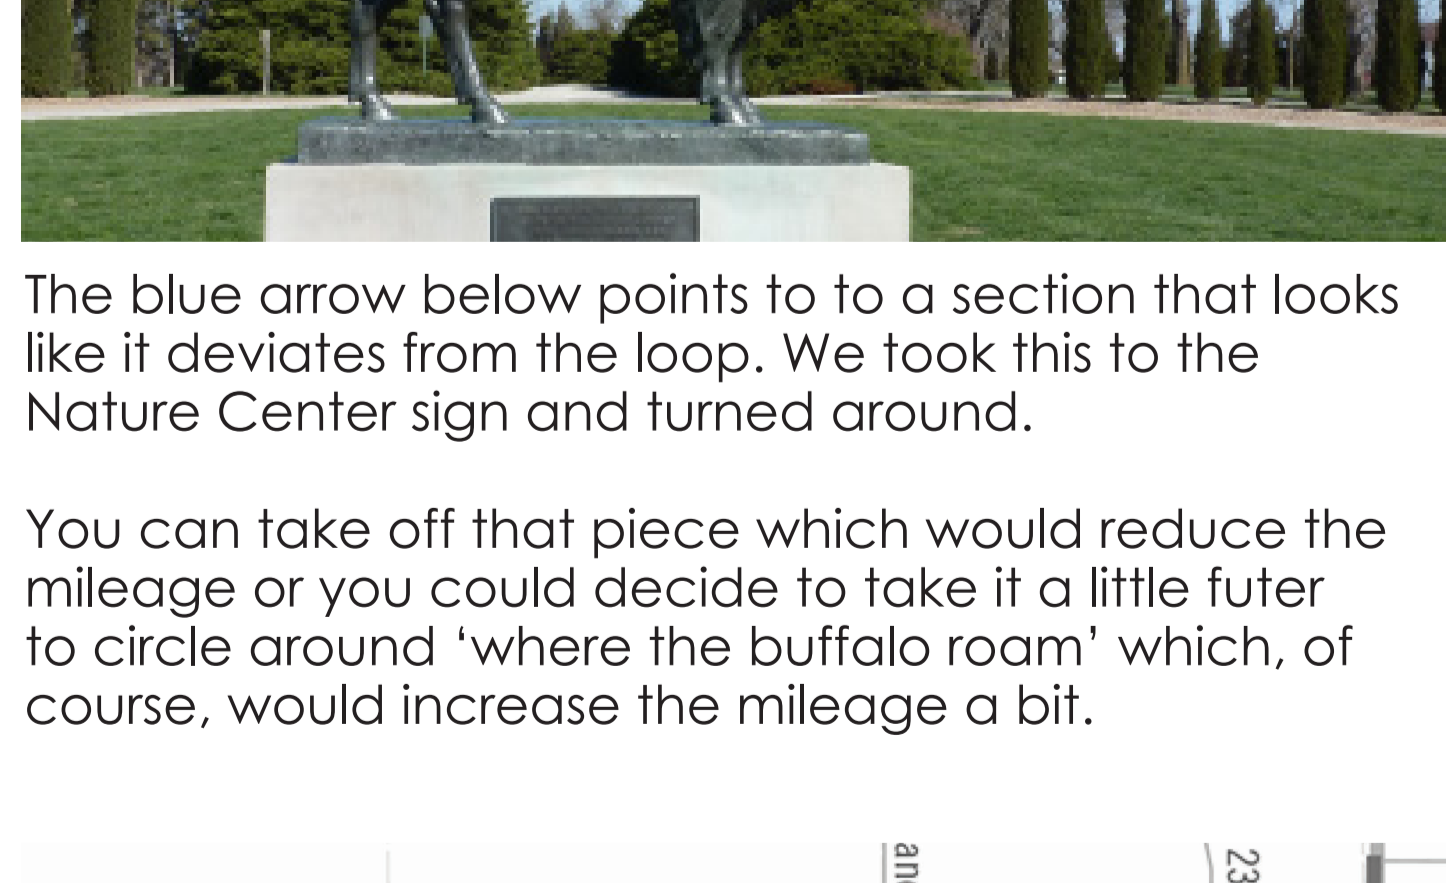 The blue arrow below points to to a section that looks
like it deviates from the loop. We took this to the
Nature Center sign and turned around.
You can take off that piece which would reduce the
mileage or you could decide to take it a little futer
to circle around ‘where the buffalo roam’ which, of
course, would increase the mileage a bit.
23